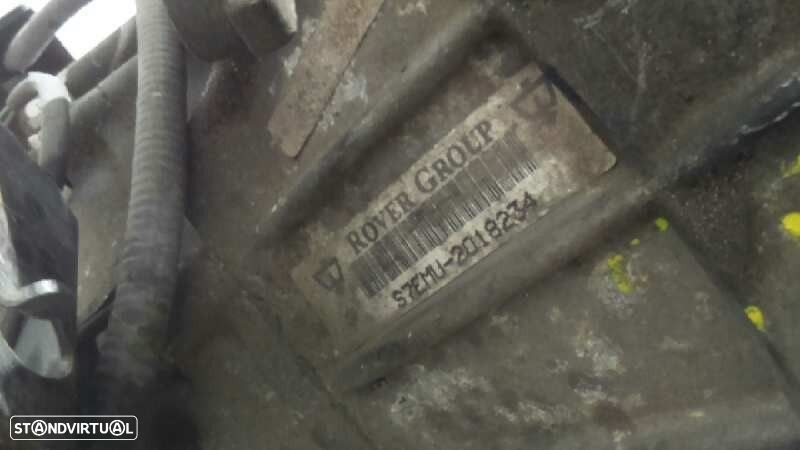 ROVER GROUP
S7EMU-2018234
STANDVIRTUAL